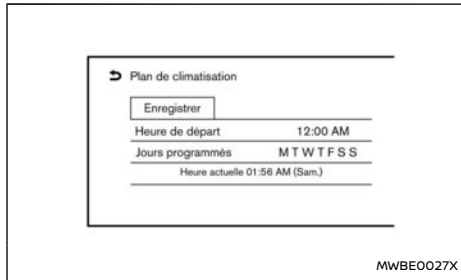 Plan de climatisation
Enregistrer
Heure de départ 12:00 AM
Jours programmés M T W T F S S
Heure actuelle 01:56 AM (Sam.)
MWBE0027X